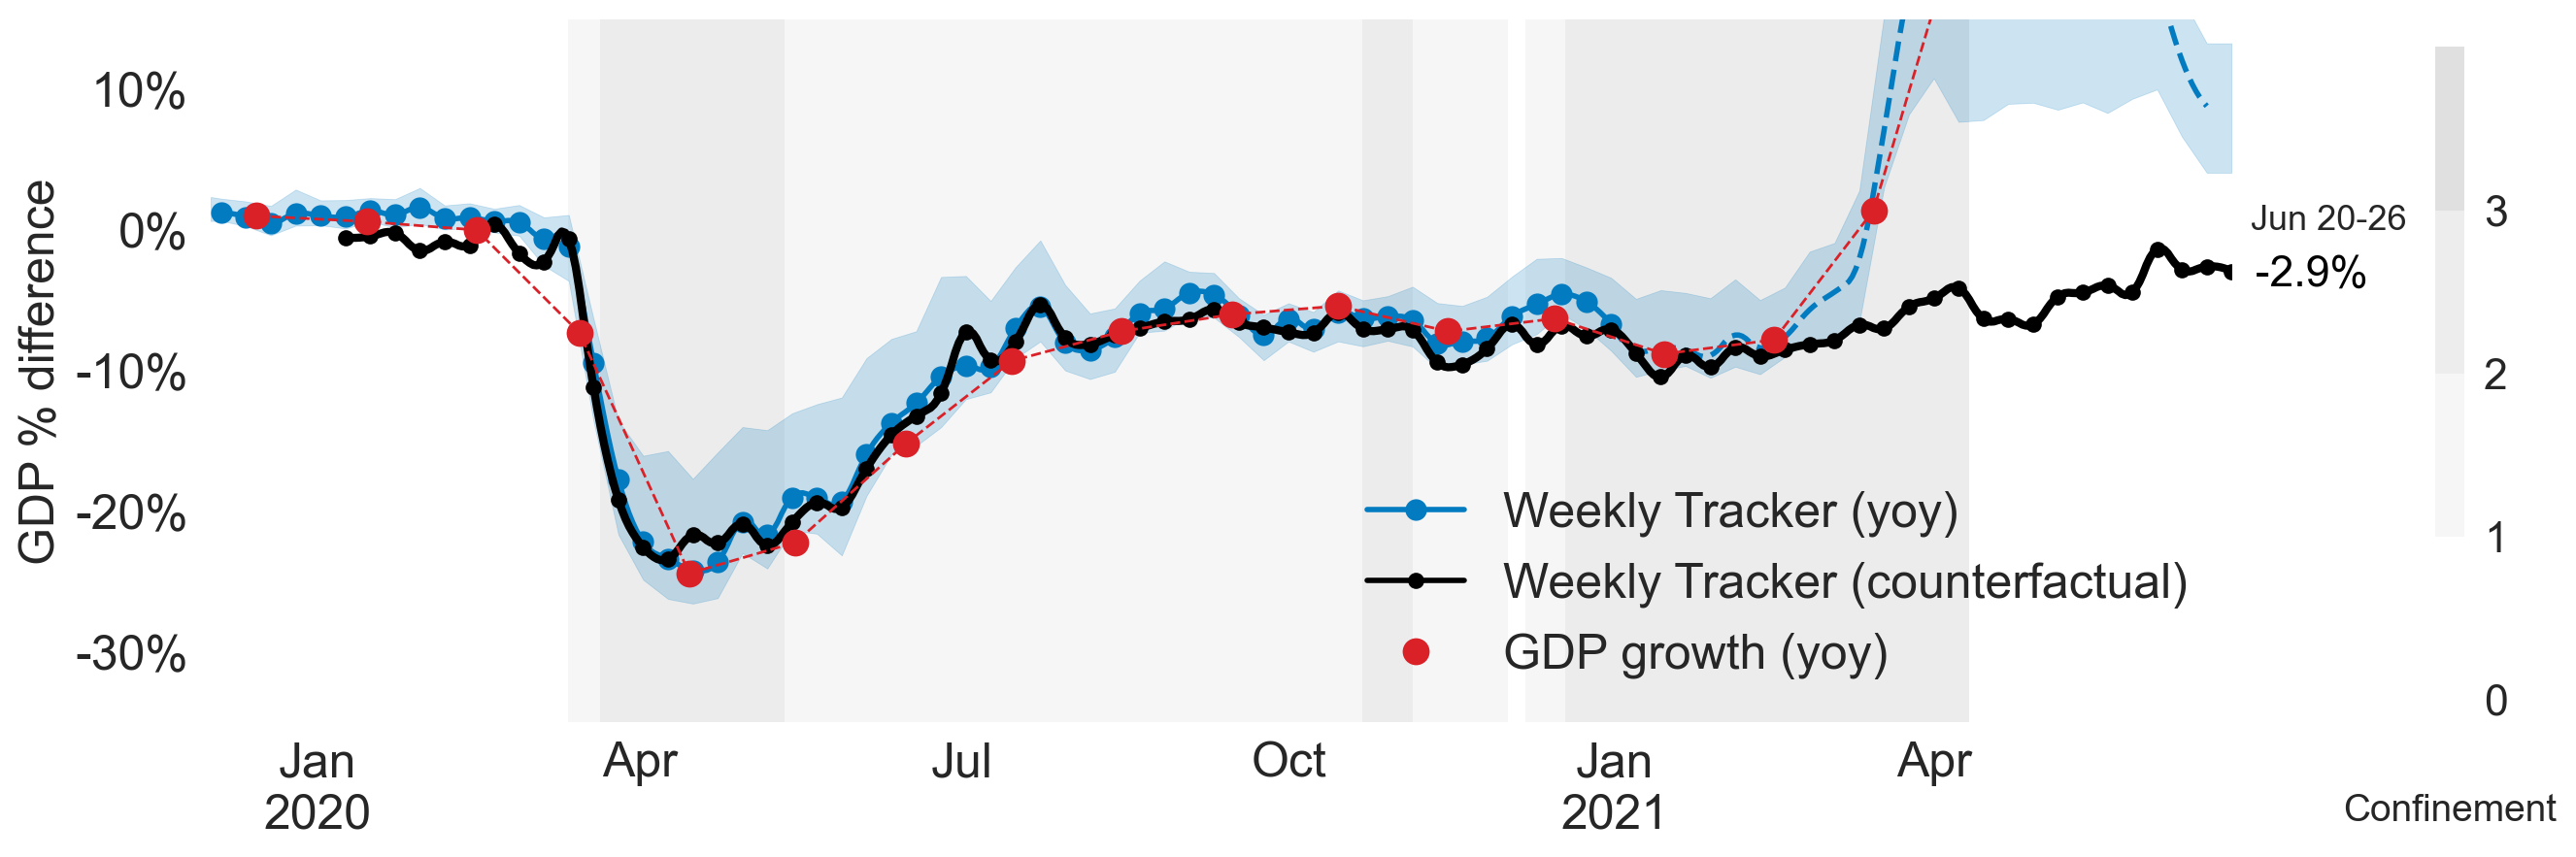 GDP % difference
10%
0%
-10%
-20%
-30%
Jan
2020
Apr
Jul
Oct
Jan
2021
Apr
Weekly Tracker (yoy)
Weekly Tracker (counterfactual)
GDP growth (yoy)
Jun 20-26
-2.9%
3
2
1
0
Confinement